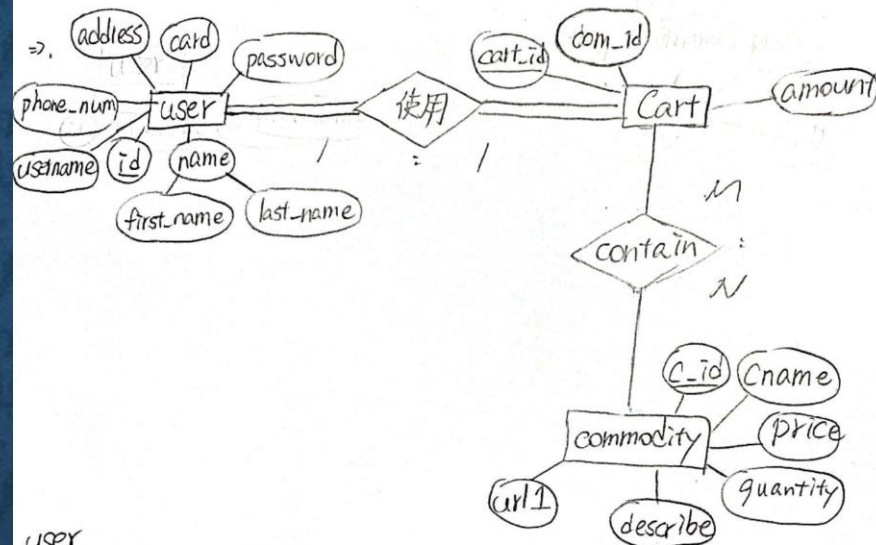 =>.
address
card
password
phone_num
user
username
id
name
first_name
last_name
使用
1 : 1
cart_id
com_id
Cart
amount
M
contain :
N
C_id
Cname
commodity
price
quantity
url1
describe
user